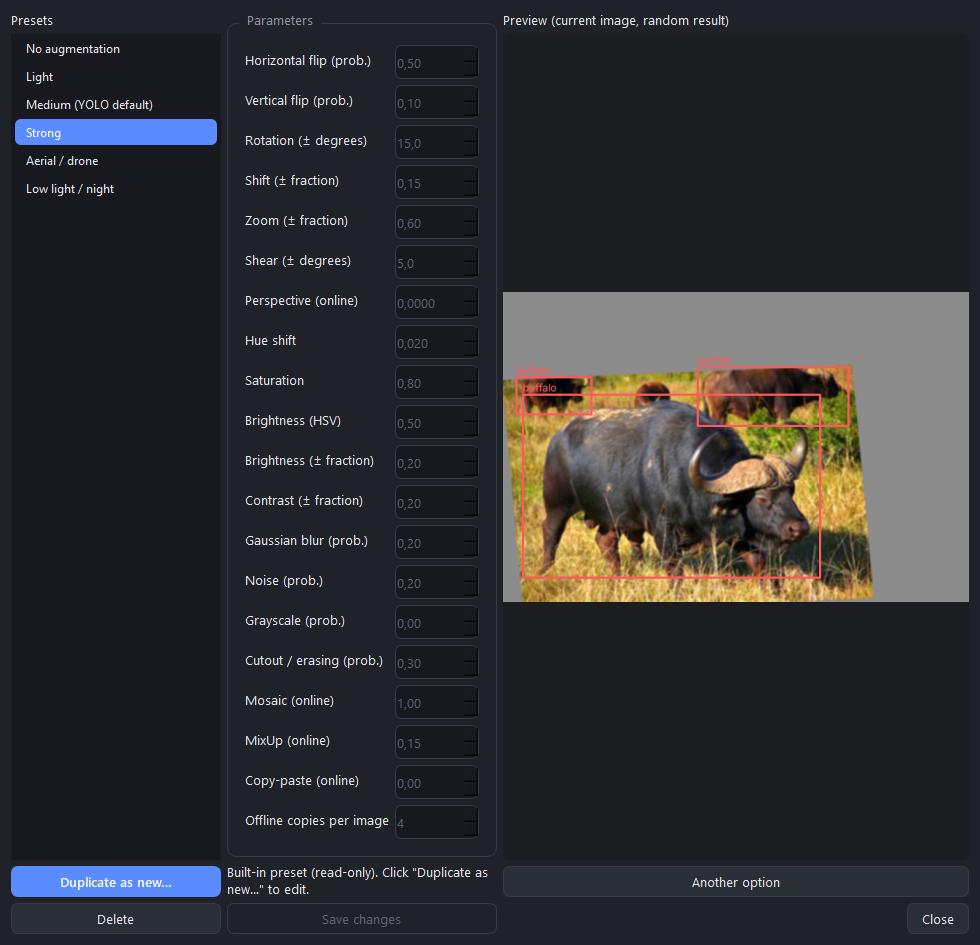 Presets
No augmentation
Light
Medium (YOLO default)
Strong
Aerial / drone
Low light / night
Duplicate as new...
Delete
Parameters
Horizontal flip (prob.) 0,50
Vertical flip (prob.) 0,10
Rotation (± degrees) 15,0
Shift (± fraction) 0,15
Zoom (± fraction) 0,60
Shear (± degrees) 5,0
Perspective (online) 0,0000
Hue shift 0,020
Saturation 0,80
Brightness (HSV) 0,50
Brightness (± fraction) 0,20
Contrast (± fraction) 0,20
Gaussian blur (prob.) 0,20
Noise (prob.) 0,20
Grayscale (prob.) 0,00
Cutout / erasing (prob.) 0,30
Mosaic (online) 1,00
MixUp (online) 0,15
Copy-paste (online) 0,00
Offline copies per image 4
Built-in preset (read-only). Click "Duplicate as
new..." to edit.
Save changes
Preview (current image, random result)
buffalo
buffalo
buffalo
Another option
Close